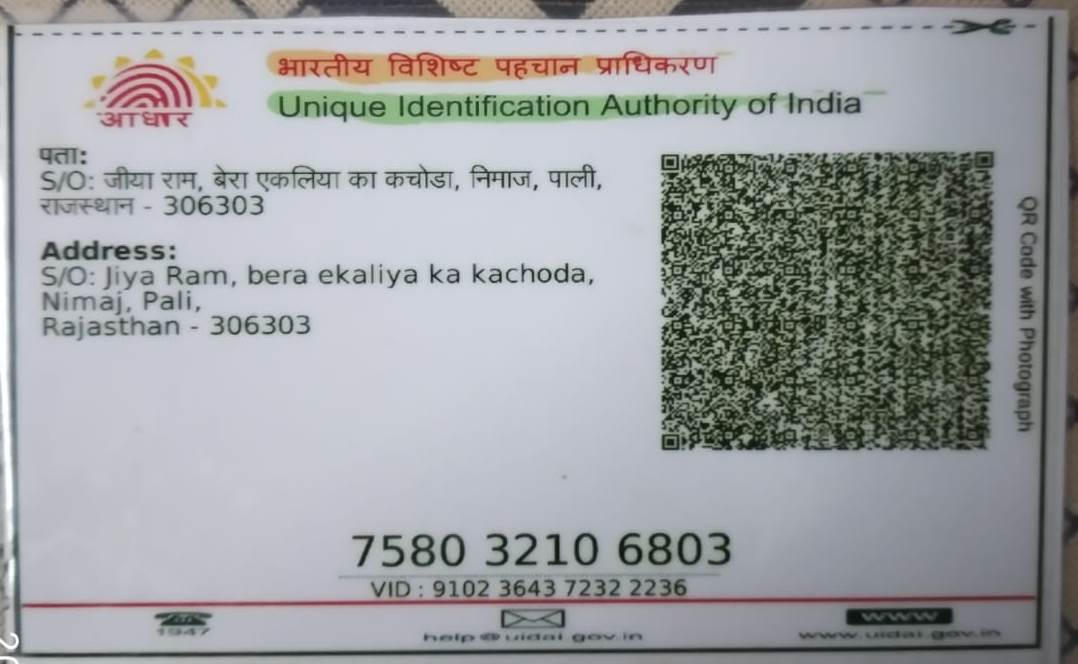 आधार
भारतीय विशिष्ट पहचान प्राधिकरण
Unique Identification Authority of India
पता:
S/O: जीया राम, बेरा एकलिया का कचोडा, निमाज, पाली,
राजस्थान - 306303
Address:
S/O: Jiya Ram, bera ekaliya ka kachoda,
Nimaj, Pali,
Rajasthan - 306303
QR Code with Photograph
7580 3210 6803
VID : 9102 3643 7232 2236
1947
help@uidai.gov.in
WWW
www.uidai.gov.in